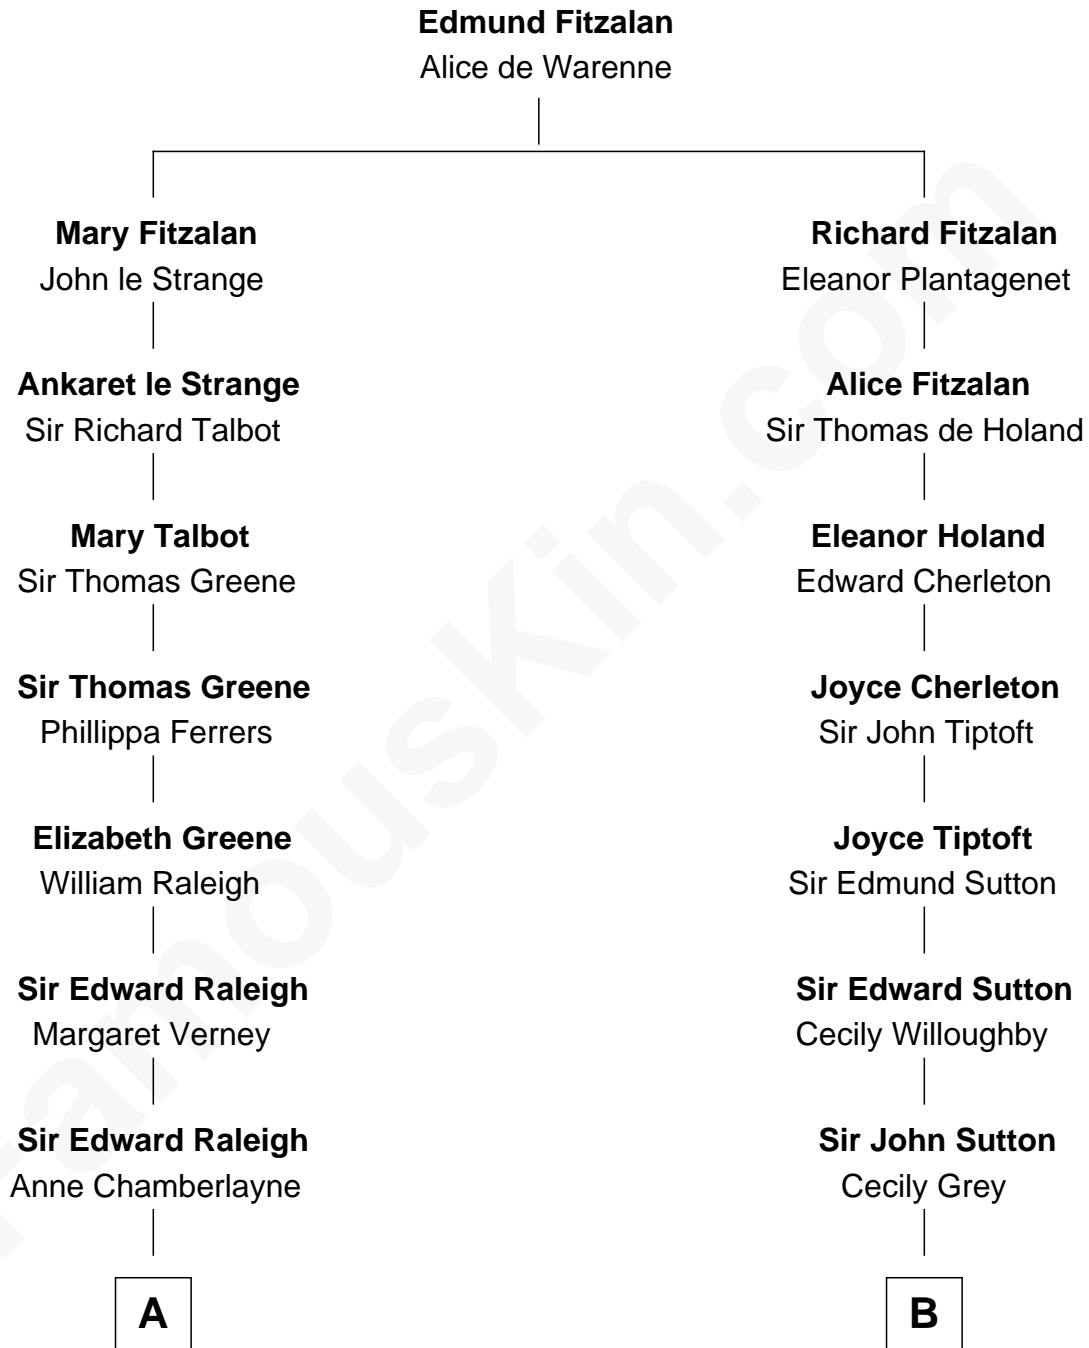 Edmund Fitzalan
Alice de Warenne
Mary Fitzalan
John le Strange
Richard Fitzalan
Eleanor Plantagenet
Ankaret le Strange
Sir Richard Talbot
Alice Fitzalan
Sir Thomas de Holand
Mary Talbot
Sir Thomas Greene
Eleanor Holand
Edward Cherleton
Sir Thomas Greene
Phillippa Ferrers
Joyce Cherleton
Sir John Tiptoft
Elizabeth Greene
William Raleigh
Joyce Tiptoft
Sir Edmund Sutton
Sir Edward Raleigh
Margaret Verney
Sir Edward Sutton
Cecily Willoughby
Sir Edward Raleigh
Anne Chamberlayne
Sir John Sutton
Cecily Grey
A
B
FamousKin.com